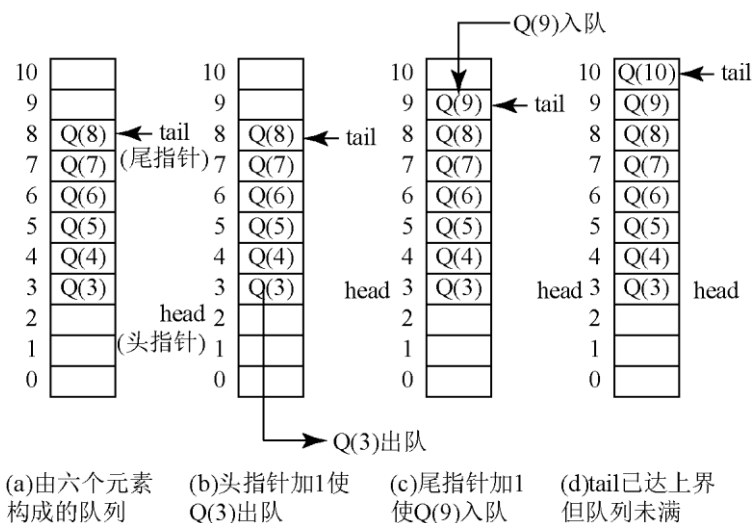 Q(9)入队
10 10 10 10 Q(10) tail
9 9 9 Q(9) tail 9 Q(9)
8 Q(8) tail 8 Q(8) tail 8 Q(8) 8 Q(8)
(尾指针)
7 Q(7) 7 Q(7) 7 Q(7) 7 Q(7)
6 Q(6) 6 Q(6) 6 Q(6) 6 Q(6)
5 Q(5) 5 Q(5) 5 Q(5) 5 Q(5)
4 Q(4) 4 Q(4) 4 Q(4) 4 Q(4)
3 Q(3) 3 Q(3) head 3 Q(3) head 3 Q(3) head
2 head 2 2 2
(头指针)
1 1 1 1
0 0 0 0
Q(3)出队
(a)由六个元素
构成的队列
(b)头指针加1使
Q(3)出队
(c)尾指针加1
使Q(9)入队
(d)tail已达上界
但队列未满